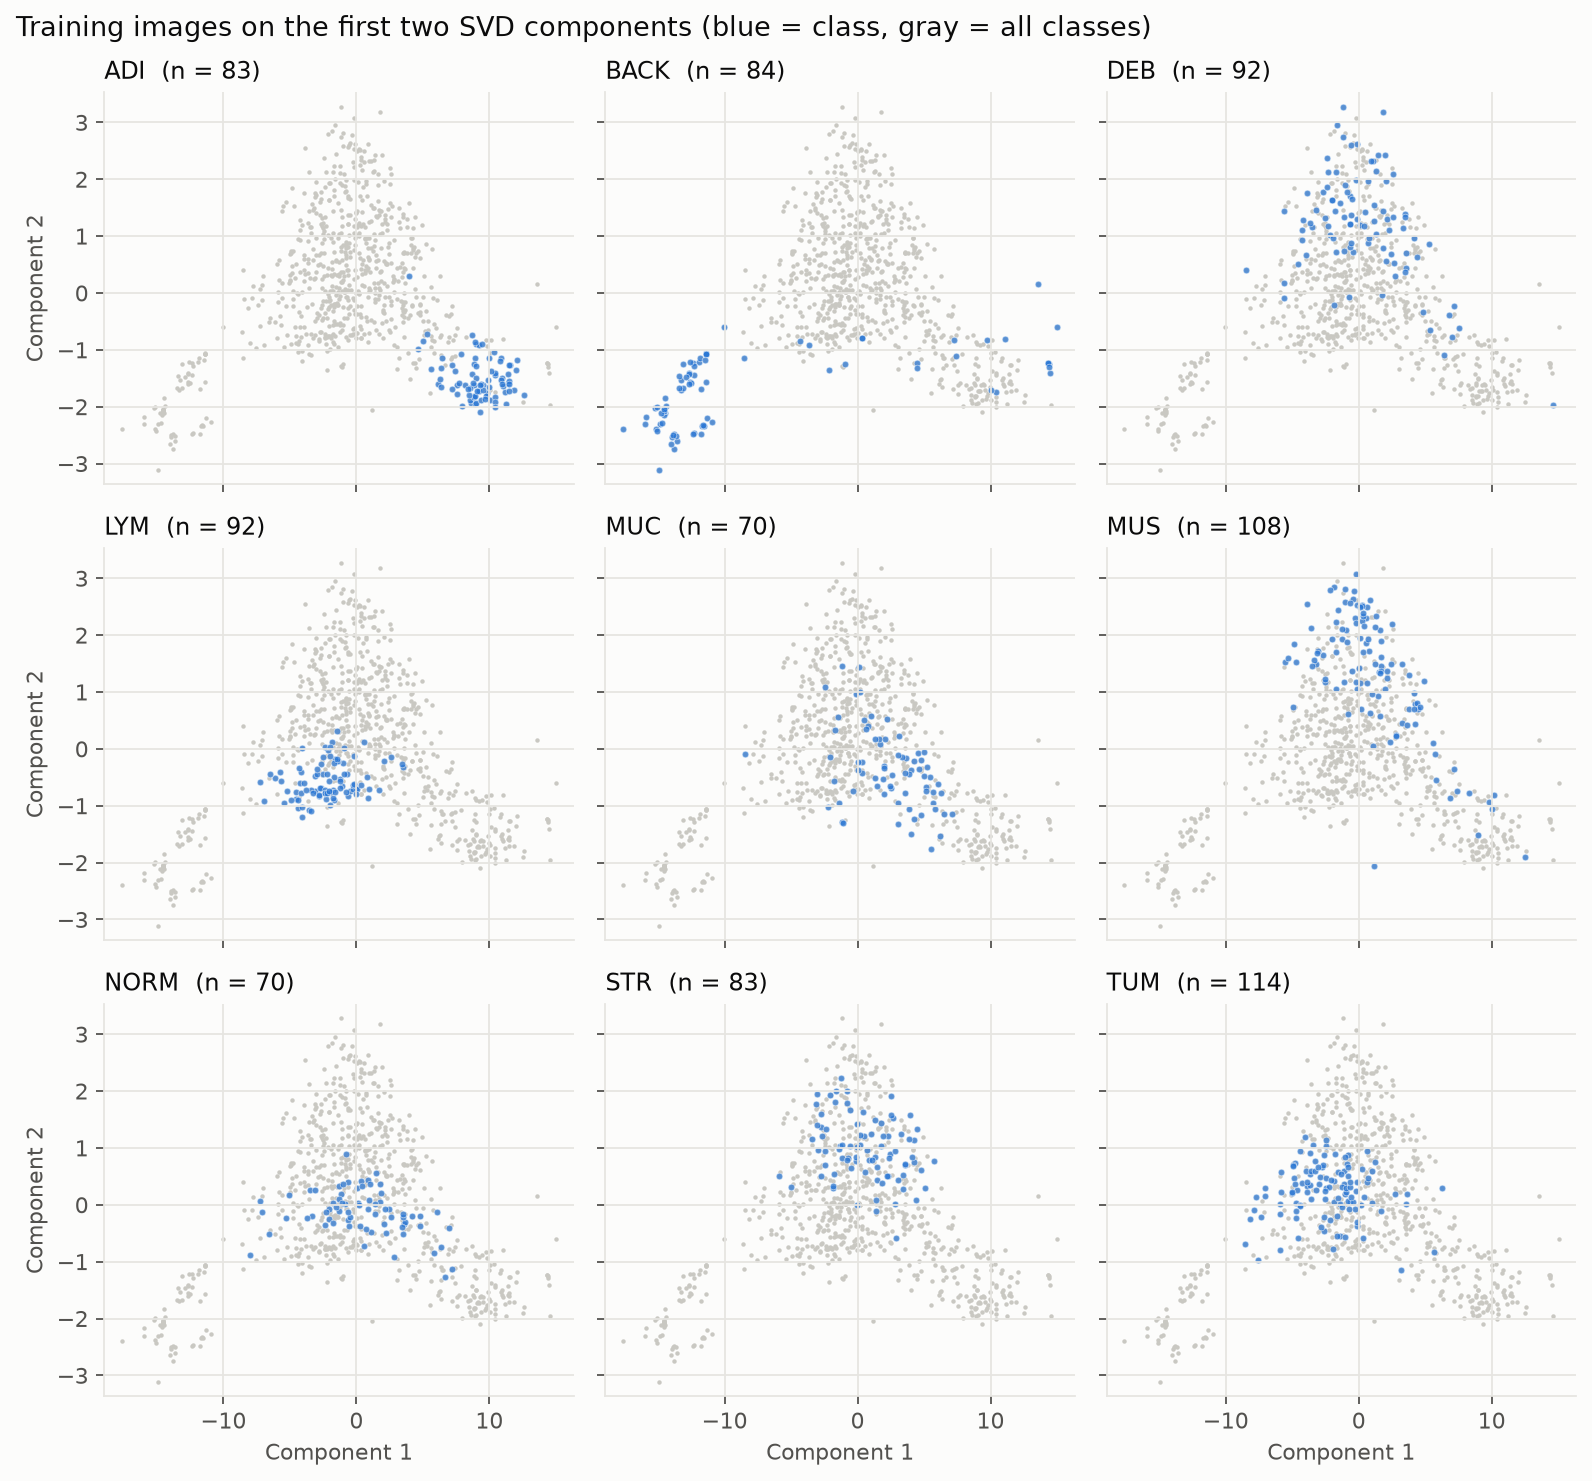 Training images on the first two SVD components (blue = class, gray = all classes)
ADI (n = 83)
BACK (n = 84)
DEB (n = 92)
3
2
1
0
−1
−2
−3
Component 2
LYM (n = 92)
MUC (n = 70)
MUS (n = 108)
3
2
1
0
−1
−2
−3
Component 2
NORM (n = 70)
STR (n = 83)
TUM (n = 114)
3
2
1
0
−1
−2
−3
Component 2
−10 0 10
−10 0 10
−10 0 10
Component 1
Component 1
Component 1